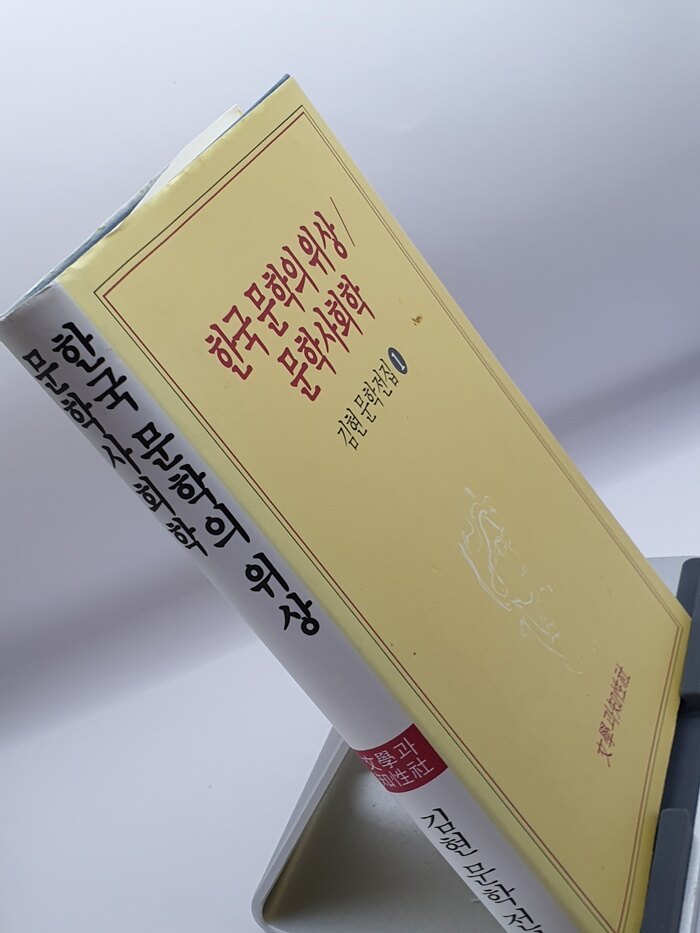 한국 문학의 위상/
문학사회학
김현 문학전집 1
文學과知性社
한국 문학의 위상
문학사회학
文學과
知性社
김현 문학전